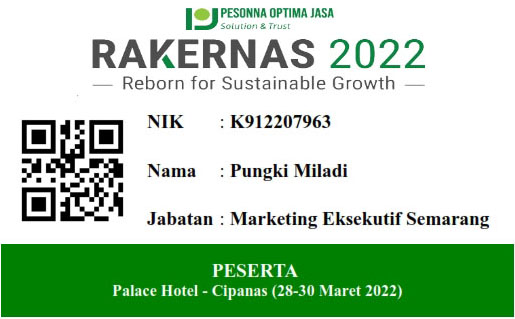 PESONNA OPTIMA JASA
Solution & Trust
RAKERNAS 2022
Reborn for Sustainable Growth
NIK : K912207963
Nama : Pungki Miladi
Jabatan : Marketing Eksekutif Semarang
PESERTA
Palace Hotel - Cipanas (28-30 Maret 2022)